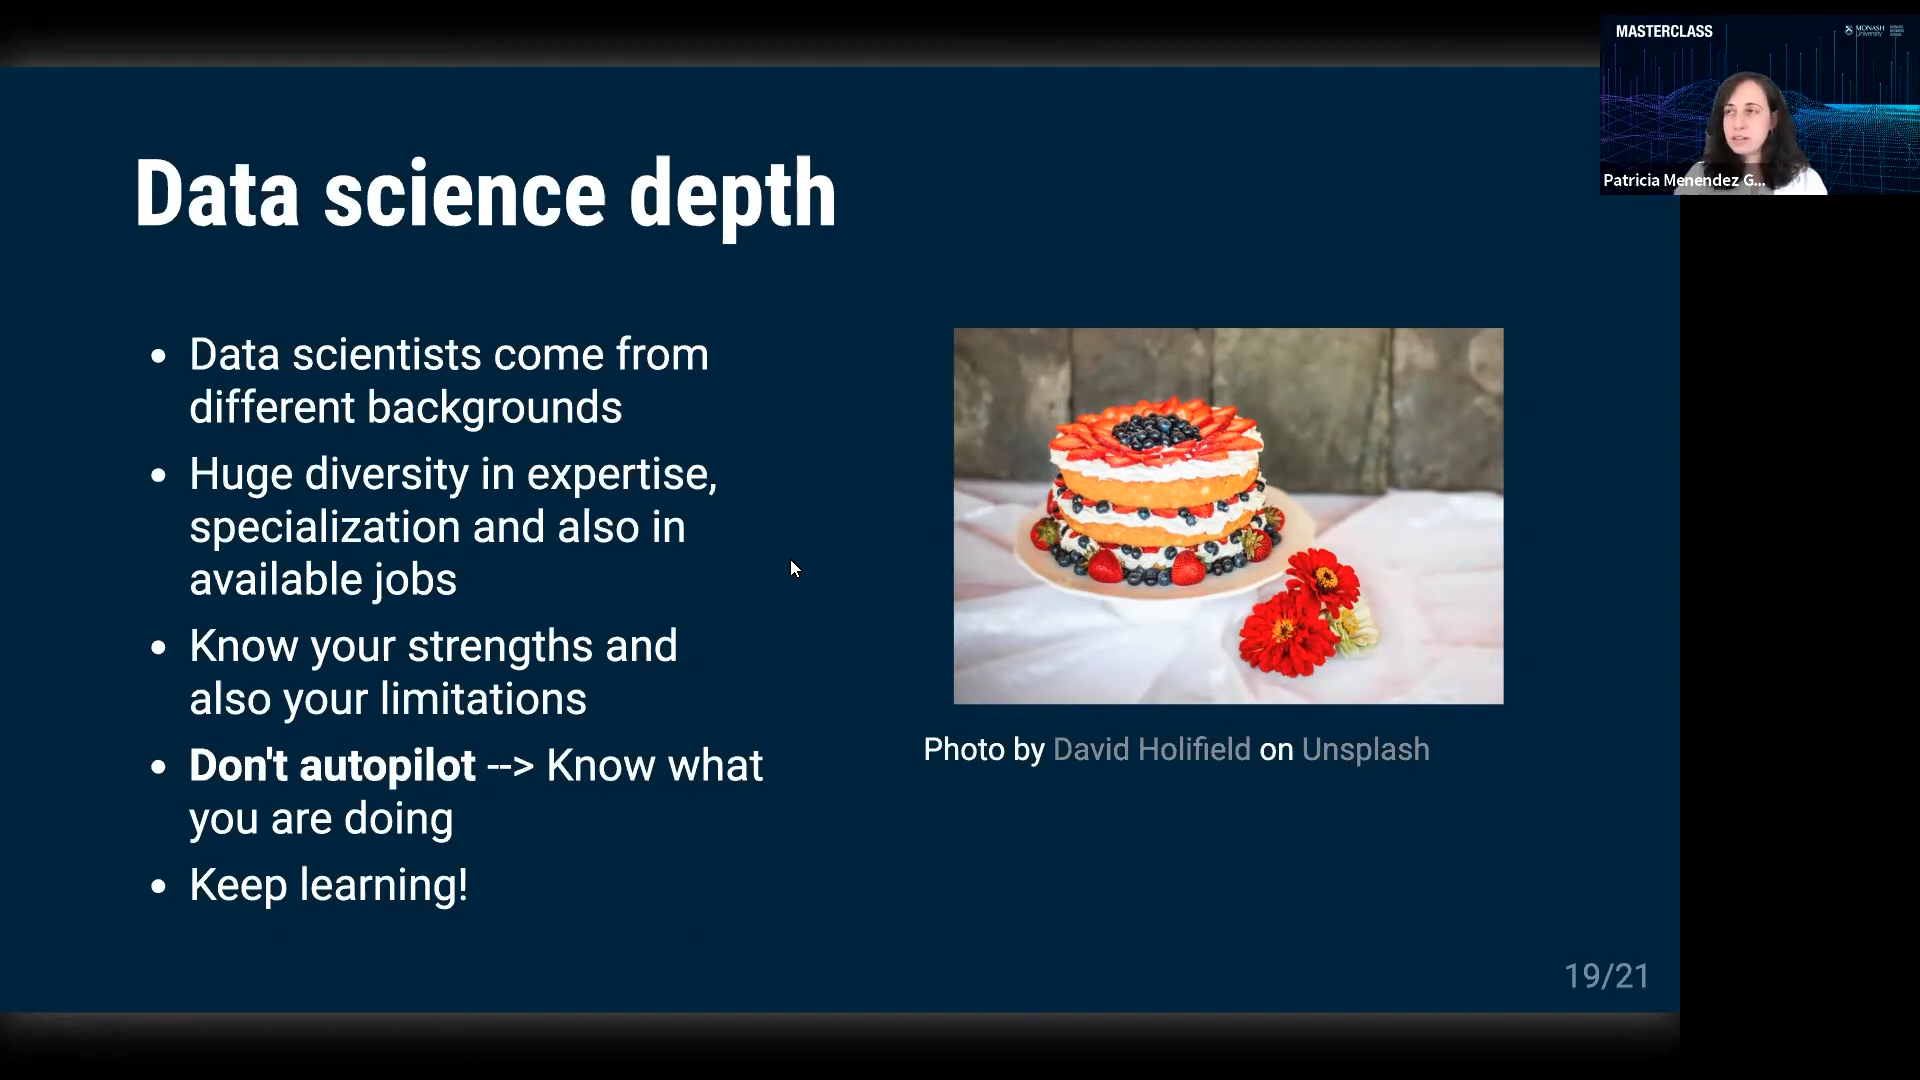 MASTERCLASS
MONASH
University
Patricia Menendez G...
Data science depth
• Data scientists come from
different backgrounds
• Huge diversity in expertise,
specialization and also in
available jobs
• Know your strengths and
also your limitations
• Don't autopilot --> Know what
you are doing
• Keep learning!
Photo by David Holifield on Unsplash
19/21